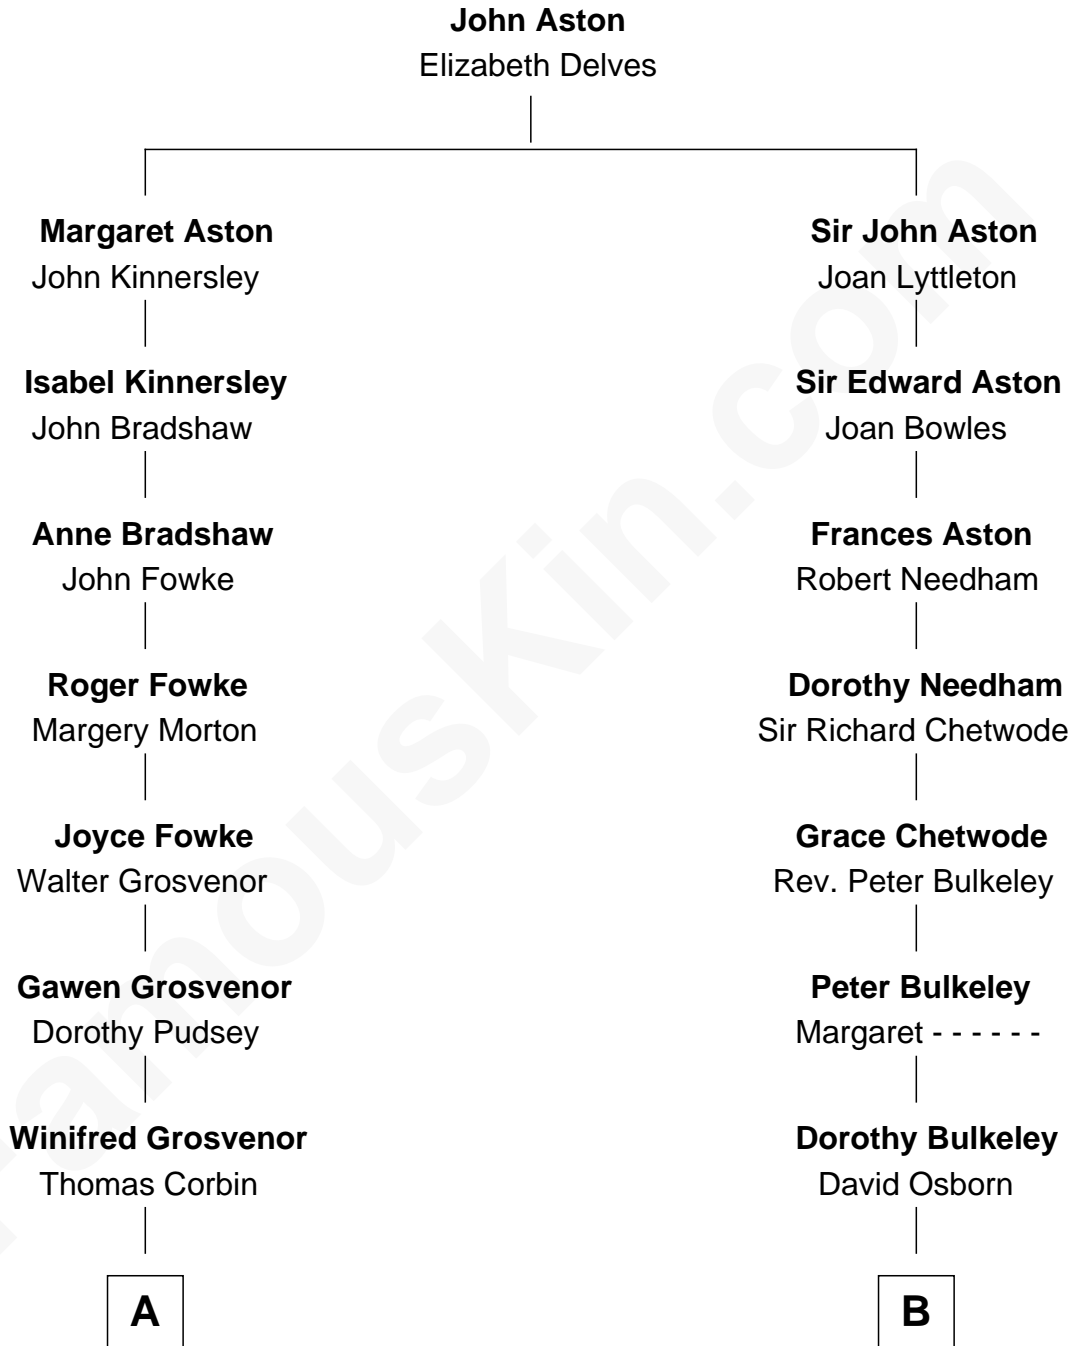 John Aston
Elizabeth Delves
Margaret Aston
John Kinnersley
Sir John Aston
Joan Lyttleton
Isabel Kinnersley
John Bradshaw
Sir Edward Aston
Joan Bowles
Anne Bradshaw
John Fowke
Frances Aston
Robert Needham
Roger Fowke
Margery Morton
Dorothy Needham
Sir Richard Chetwode
Joyce Fowke
Walter Grosvenor
Grace Chetwode
Rev. Peter Bulkeley
Gawen Grosvenor
Dorothy Pudsey
Peter Bulkeley
Margaret - - - - - -
Winifred Grosvenor
Thomas Corbin
Dorothy Bulkeley
David Osborn
A
B
FamousKin.com